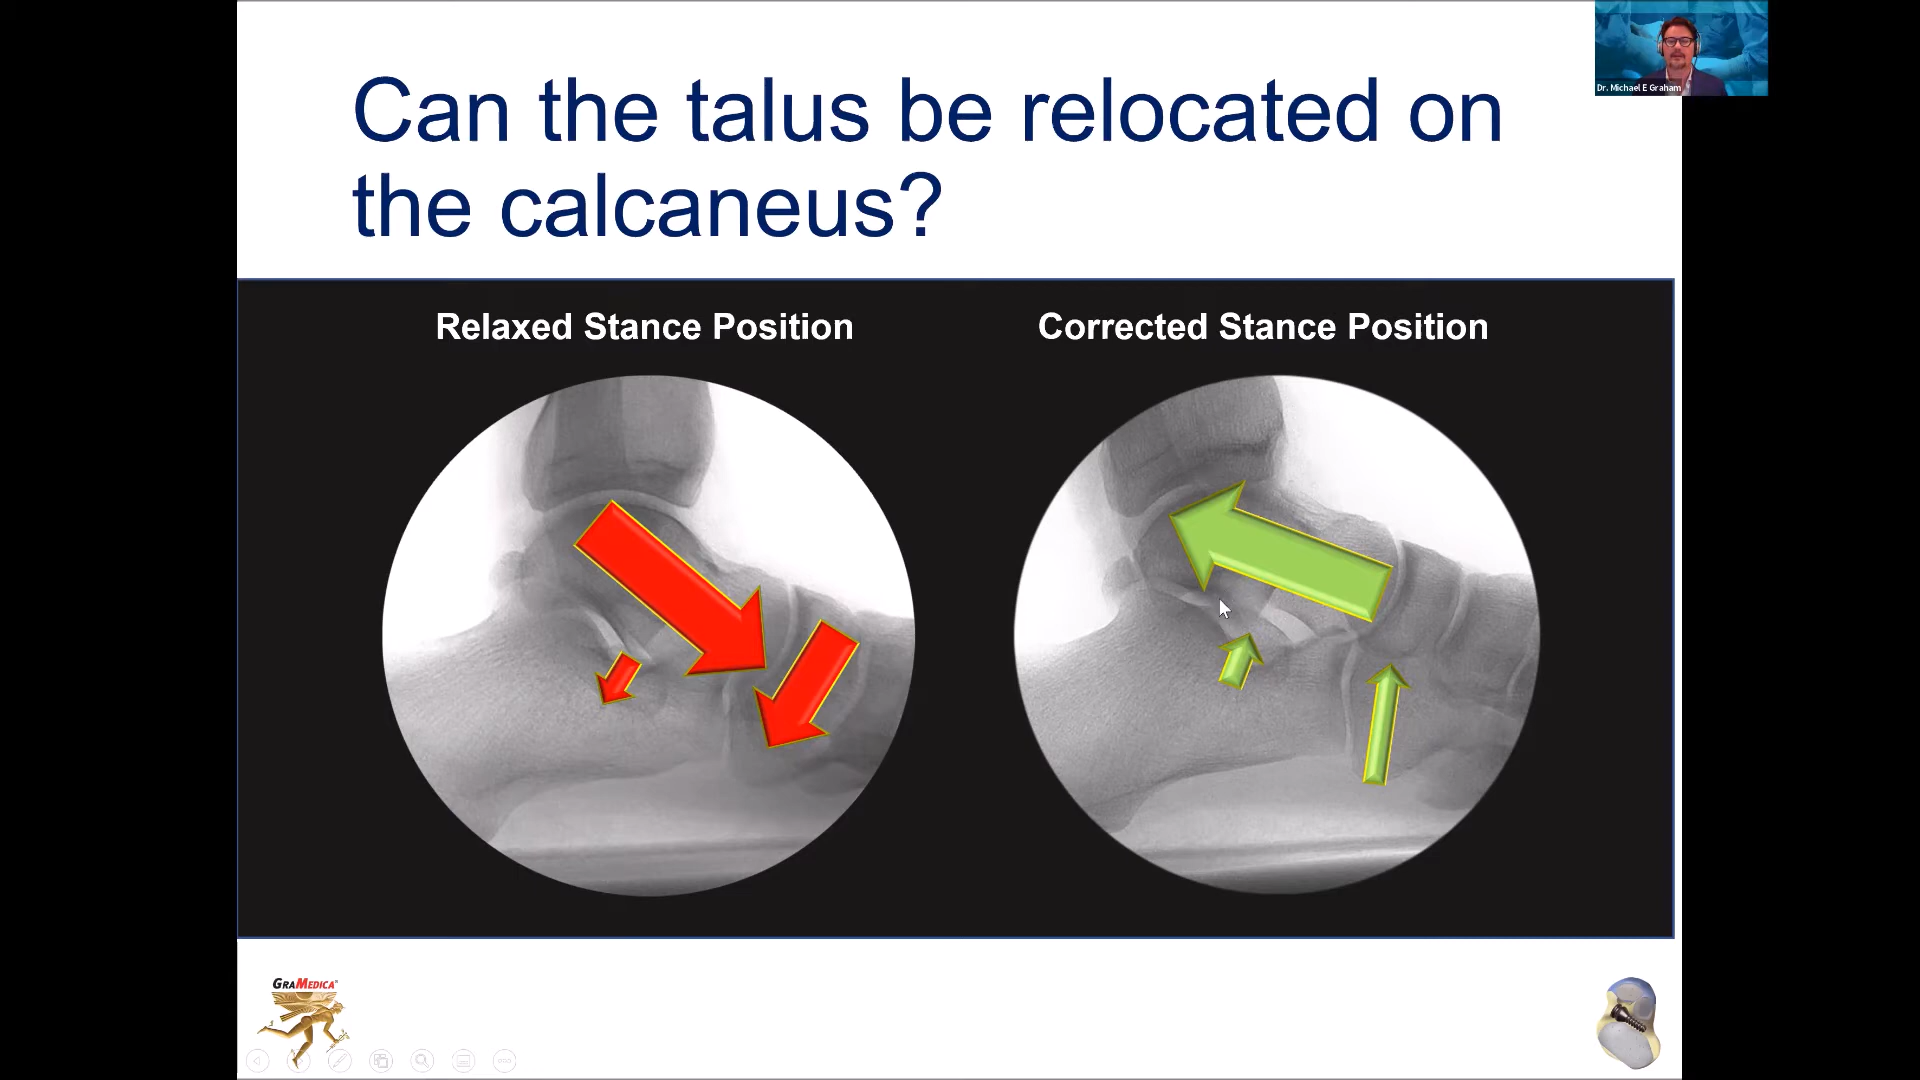 Can the talus be relocated on
the calcaneus?
Dr. Michael E Graham
Relaxed Stance Position
Corrected Stance Position
GRAMEDICA®